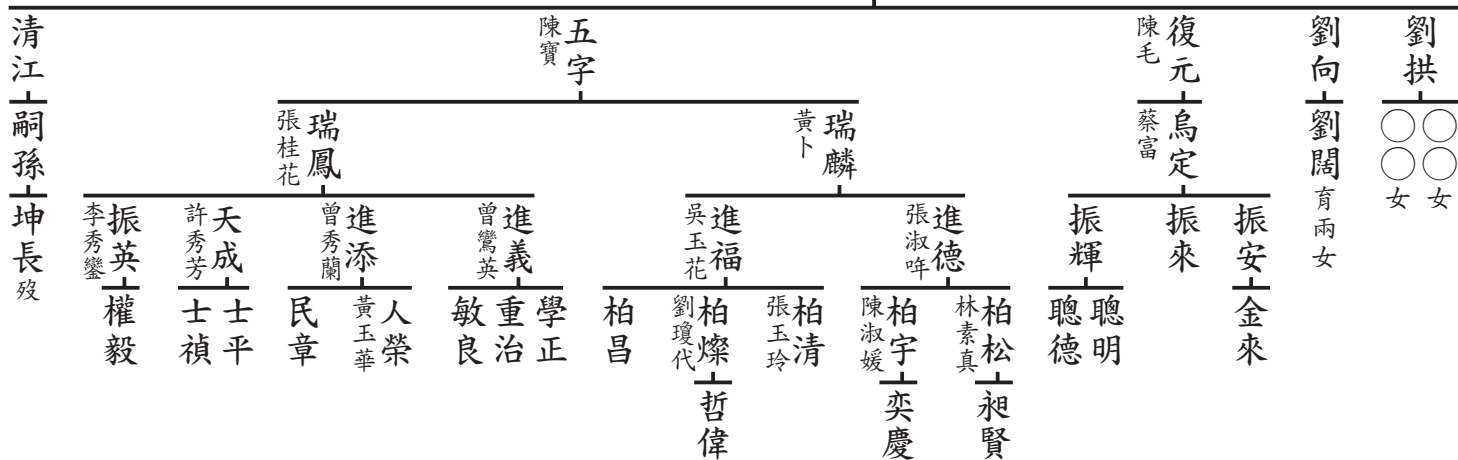 劉拱
女
女
劉向
劉闊
育兩女
復元
陳毛
烏定
蔡富
振安
金來
振來
振輝
聰明
聰德
五字
陳寶
瑞麟
黃卜
進德
張淑哖
柏松
林素真
昶賢
柏宇
陳淑媛
奕慶
進福
吳玉花
柏清
張玉玲
柏燦
劉瓊代
哲偉
柏昌
瑞鳳
張桂花
進義
曾鸞英
學正
重治
敏良
進添
曾秀蘭
人榮
黃玉華
民章
天成
許秀芳
士平
士禎
振英
李秀鑾
權毅
清江
嗣孫
坤長
歿